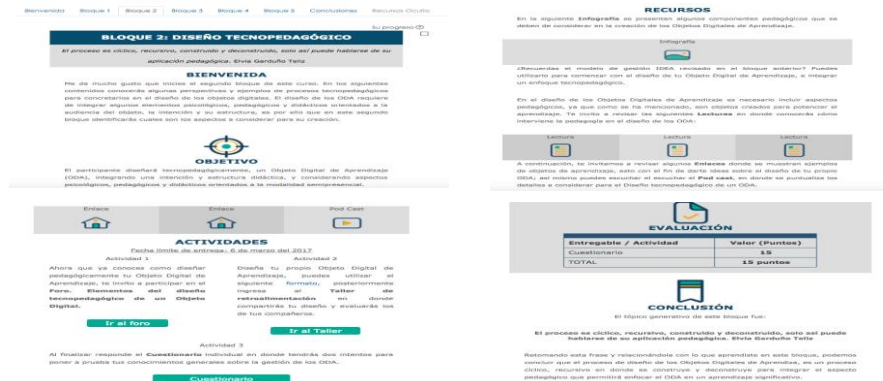 Bienvenida Bloque 1 Bloque 2 Bloque 3 Bloque 4 Bloque 5 Conclusiones Recursos Oculto
Su progreso
BLOQUE 2: DISEÑO TECNOPEDAGÓGICO
El proceso es cíclico, recursivo, construido y deconstruido, solo así puede hablarse de su
aplicación pedagógica. Elvia Garduño Teliz
BIENVENIDA
Me da mucho gusto que inicies el segundo bloque de este curso. En los siguientes
contenidos conocerás algunas perspectivas y ejemplos de procesos tecnopedagógicos
para concretarlos en el diseño de los objetos digitales. El diseño de los ODA requiere
de integrar algunos elementos psicológicos, pedagógicos y didácticos orientados a la
audiencia del objeto, la intención y su estructura, es por ello que en este segundo
bloque identificarás cuales son los aspectos a considerar para su creación.
OBJETIVO
El participante diseñará tecnopedagógicamente, un Objeto Digital de Aprendizaje
(ODA), integrando una intención y estructura didáctica, y considerando aspectos
psicológicos, pedagógicos y didácticos orientados a la modalidad semipresencial.
Enlace Enlace Pod Cast
ACTIVIDADES
Fecha límite de entrega: 6 de marzo del 2017
Actividad 1
Ahora que ya conoces como diseñar
pedagógicamente tu Objeto Digital de
Aprendizaje, te invito a participar en el
Foro. Elementos del diseño
tecnopedagógico de un Objeto
Digital.
Ir al foro
Actividad 2
Diseña tu propio Objeto Digital de
Aprendizaje, puedes utilizar el
siguiente formato, posteriormente
ingresa al Taller de
retroalimentación en donde
compartirás tu diseño y evaluarás los
de tus compañeros.
Ir al Taller
Actividad 3
Al finalizar responde el Cuestionario individual en donde tendrás dos intentos para
poner a prueba tus conocimientos generales sobre la gestión de los ODA.
Cuestionario
RECURSOS
En la siguiente Infografía se presentan algunos componentes pedagógicos que se
deben de considerar en la creación de los Objetos Digitales de Aprendizaje.
Infografía
¿Recuerdas el modelo de gestión IDEA revisado en el bloque anterior? Puedes
utilizarlo para comenzar con el diseño de tu Objeto Digital de Aprendizaje, e integrar
un enfoque tecnopedagógico.
En el diseño de los Objetos Digitales de Aprendizaje es necesario incluir aspectos
pedagógicos, ya que como se ha mencionado, son objetos creados para potenciar el
aprendizaje. Te invito a revisar las siguientes Lecturas en donde conocerás cómo
interviene la pedagogía en el diseño de los ODA:
Lectura Lectura Lectura
A continuación, te invitamos a revisar algunos Enlaces donde se muestran ejemplos
de objetos de aprendizaje, esto con el fin de darte ideas sobre el diseño de tu propio
ODA; así mismo puedes escuchar el Pod cast, en donde se puntualiza los
detalles a considerar para el Diseño tecnopedagógico de un ODA.
EVALUACIÓN
Entregable / Actividad Valor (Puntos)
Cuestionario 15
TOTAL 15 puntos
CONCLUSIÓN
El tópico generativo de este bloque fue:
El proceso es cíclico, recursivo, construido y deconstruido, solo así puede
hablarse de su aplicación pedagógica. Elvia Garduño Teliz
Retomando esta frase y relacionándola con lo que aprendiste en este bloque, podemos
concluir que el proceso de diseño de los Objetos Digitales de Aprendiza, es un proceso
cíclico, recursivo en donde se construye y deconstruye para integrar el aspecto
pedagógico que permitirá enfocar el ODA en un aprendizaje significativo.